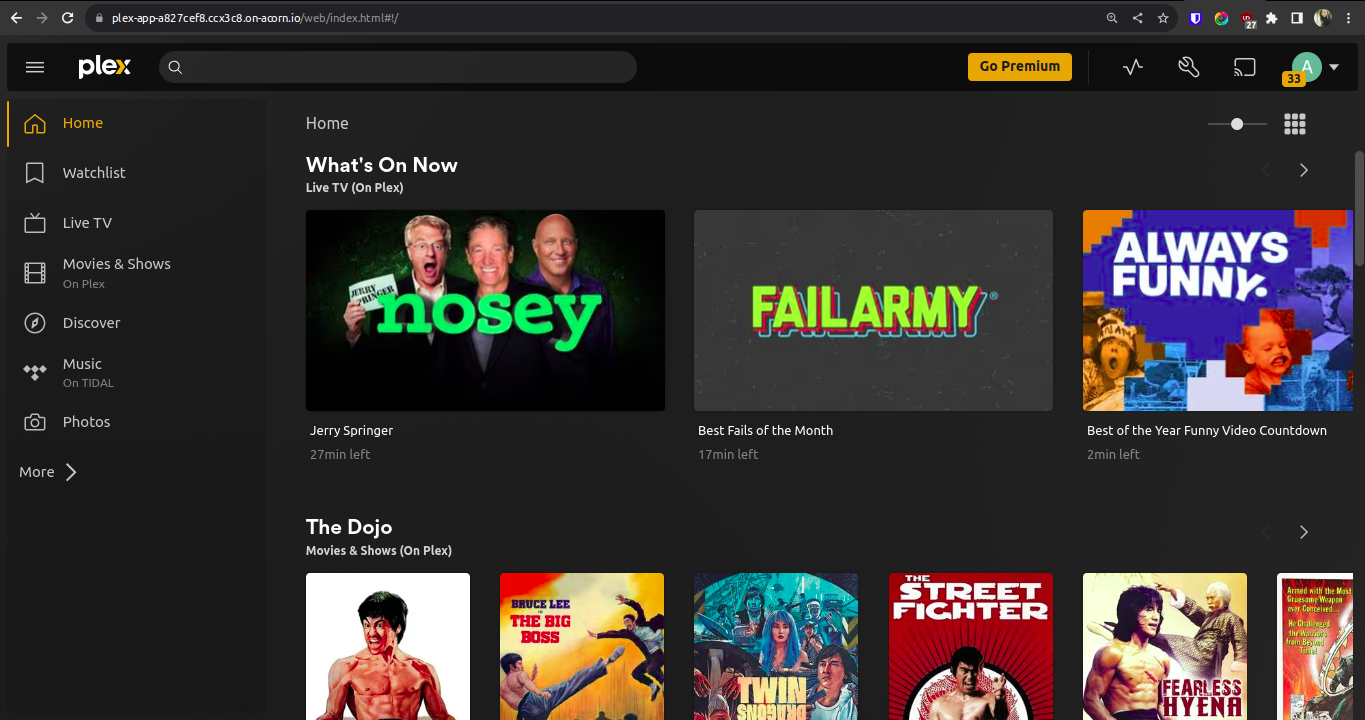 plex-app-a827cef8.ccx3c8.on-acorn.io/web/index.html#!/
27
plex
Go Premium
A
33
Home
Watchlist
Live TV
Movies & Shows
On Plex
Discover
Music
On TIDAL
Photos
More
Home
What's On Now
Live TV (On Plex)
JERRY
SPRINGER
nosey
FAILARMY®
ALWAYS
FUNNY.
Jerry Springer
27min left
Best Fails of the Month
17min left
Best of the Year Funny Video Countdown
2min left
The Dojo
Movies & Shows (On Plex)
BRUCE LEE
IN
THE BIG
BOSS
TWIN
DRAGONS
THE
STREET
FIGHTER
FEARLESS
HYENA
Armed with the Most
Gruesome Weapon
ever Conceived...
He Challenged
the Warriors
from Beyond
Time!